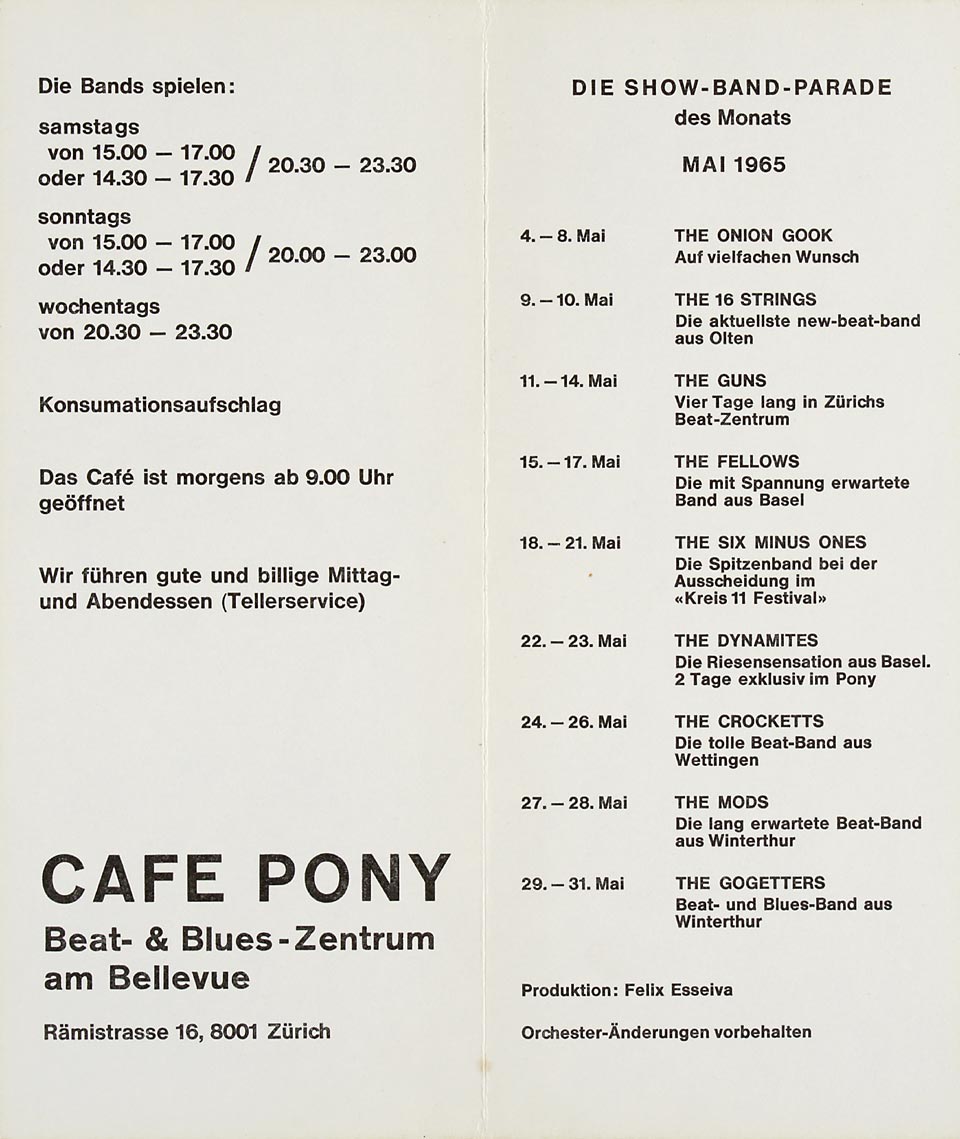 Die Bands spielen:
samstags
von 15.00 – 17.00
oder 14.30 – 17.30 / 20.30 – 23.30
sonntags
von 15.00 – 17.00
oder 14.30 – 17.30 / 20.00 – 23.00
wochentags
von 20.30 – 23.30
Konsumationsaufschlag
Das Café ist morgens ab 9.00 Uhr
geöffnet
Wir führen gute und billige Mittag-
und Abendessen (Tellerservice)
CAFE PONY
Beat- & Blues-Zentrum
am Bellevue
Rämistrasse 16, 8001 Zürich
DIE SHOW-BAND-PARADE
des Monats
MAI 1965
4. – 8. Mai THE ONION GOOK
Auf vielfachen Wunsch
9. – 10. Mai THE 16 STRINGS
Die aktuellste new-beat-band
aus Olten
11. – 14. Mai THE GUNS
Vier Tage lang in Zürichs
Beat-Zentrum
15. – 17. Mai THE FELLOWS
Die mit Spannung erwartete
Band aus Basel
18. – 21. Mai THE SIX MINUS ONES
Die Spitzenband bei der
Ausscheidung im
«Kreis 11 Festival»
22. – 23. Mai THE DYNAMITES
Die Riesensensation aus Basel.
2 Tage exklusiv im Pony
24. – 26. Mai THE CROCKETTS
Die tolle Beat-Band aus
Wettingen
27. – 28. Mai THE MODS
Die lang erwartete Beat-Band
aus Winterthur
29. – 31. Mai THE GOGETTERS
Beat- und Blues-Band aus
Winterthur
Produktion: Felix Esseiva
Orchester-Änderungen vorbehalten